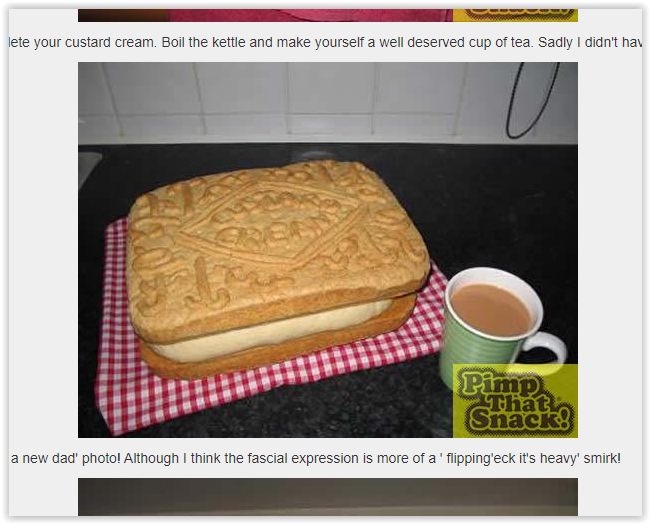 Snack!
lete your custard cream. Boil the kettle and make yourself a well deserved cup of tea. Sadly I didn't hav
CUSTARD
CREAM
Pimp
That
Snack!
a new dad' photo! Although I think the fascial expression is more of a ' flipping'eck it's heavy' smirk!